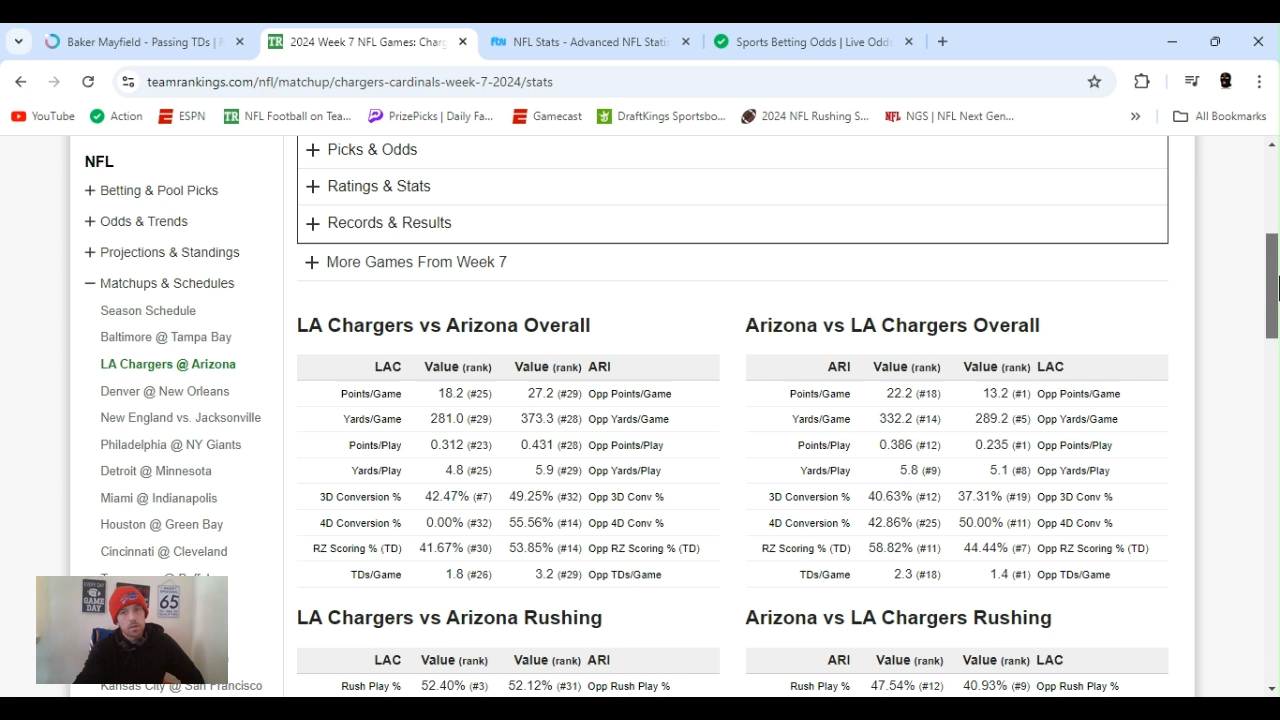 Baker Mayfield - Passing TDs | F
2024 Week 7 NFL Games: Charg
NFL Stats - Advanced NFL Stati
Sports Betting Odds | Live Odd
teamrankings.com/nfl/matchup/chargers-cardinals-week-7-2024/stats
YouTube
Action
ESPN
NFL Football on Tea...
PrizePicks | Daily Fa...
Gamecast
DraftKings Sportsbo...
2024 NFL Rushing S...
NGS | NFL Next Gen...
All Bookmarks
NFL
Betting & Pool Picks
Odds & Trends
Projections & Standings
Matchups & Schedules
Season Schedule
Baltimore @ Tampa Bay
LA Chargers @ Arizona
Denver @ New Orleans
New England vs. Jacksonville
Philadelphia @ NY Giants
Detroit @ Minnesota
Miami @ Indianapolis
Houston @ Green Bay
Cincinnati @ Cleveland
Kansas City @ San Francisco
EVERY DAY
GAME
DAY
65
Picks & Odds
Ratings & Stats
Records & Results
More Games From Week 7
LA Chargers vs Arizona Overall
LAC Value (rank) Value (rank) ARI
Points/Game 18.2 (#25) 27.2 (#29) Opp Points/Game
Yards/Game 281.0 (#29) 373.3 (#28) Opp Yards/Game
Points/Play 0.312 (#23) 0.431 (#28) Opp Points/Play
Yards/Play 4.8 (#25) 5.9 (#29) Opp Yards/Play
3D Conversion % 42.47% (#7) 49.25% (#32) Opp 3D Conv %
4D Conversion % 0.00% (#32) 55.56% (#14) Opp 4D Conv %
RZ Scoring % (TD) 41.67% (#30) 53.85% (#14) Opp RZ Scoring % (TD)
TDs/Game 1.8 (#26) 3.2 (#29) Opp TDs/Game
Arizona vs LA Chargers Overall
ARI Value (rank) Value (rank) LAC
Points/Game 22.2 (#18) 13.2 (#1) Opp Points/Game
Yards/Game 332.2 (#14) 289.2 (#5) Opp Yards/Game
Points/Play 0.386 (#12) 0.235 (#1) Opp Points/Play
Yards/Play 5.8 (#9) 5.1 (#8) Opp Yards/Play
3D Conversion % 40.63% (#12) 37.31% (#19) Opp 3D Conv %
4D Conversion % 42.86% (#25) 50.00% (#11) Opp 4D Conv %
RZ Scoring % (TD) 58.82% (#11) 44.44% (#7) Opp RZ Scoring % (TD)
TDs/Game 2.3 (#18) 1.4 (#1) Opp TDs/Game
LA Chargers vs Arizona Rushing
LAC Value (rank) Value (rank) ARI
Rush Play % 52.40% (#3) 52.12% (#31) Opp Rush Play %
Arizona vs LA Chargers Rushing
ARI Value (rank) Value (rank) LAC
Rush Play % 47.54% (#12) 40.93% (#9) Opp Rush Play %